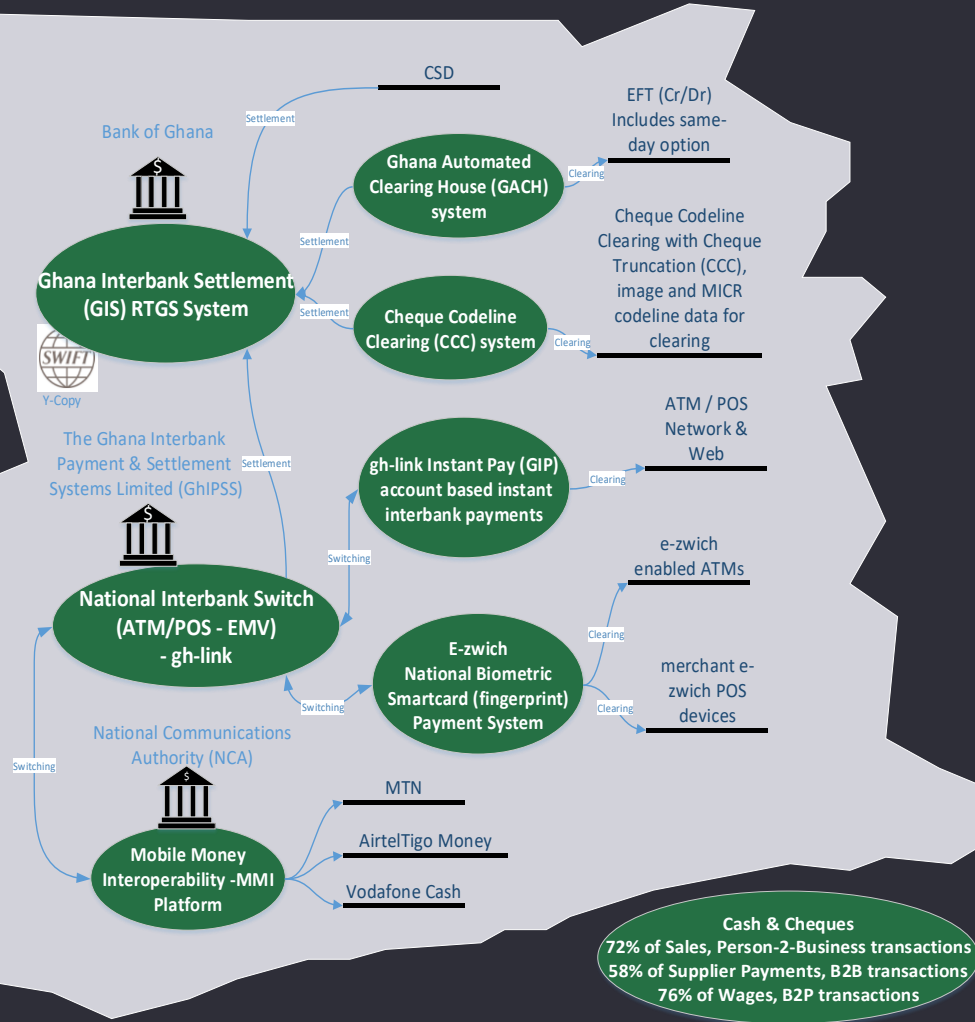 CSD
Settlement
EFT (Cr/Dr)
Includes same-
day option
Bank of Ghana
$
Ghana Automated
Clearing House (GACH)
system
Clearing
Settlement
Cheque Codeline
Clearing with Cheque
Truncation (CCC),
image and MICR
codeline data for
clearing
Ghana Interbank Settlement
(GIS) RTGS System
Settlement
Cheque Codeline
Clearing (CCC) system
Clearing
SWIFT
Y-Copy
The Ghana Interbank
Payment & Settlement
Systems Limited (GhIPSS)
Settlement
ATM / POS
Network &
Web
gh-link Instant Pay (GIP)
account based instant
interbank payments
Clearing
$
Switching
e-zwich
enabled ATMs
National Interbank Switch
(ATM/POS - EMV)
- gh-link
Clearing
E-zwich
National Biometric
Smartcard (fingerprint)
Payment System
merchant e-
zwich POS
devices
Switching
Clearing
National Communications
Authority (NCA)
Switching
$
MTN
AirtelTigo Money
Vodafone Cash
Mobile Money
Interoperability -MMI
Platform
Cash & Cheques
72% of Sales, Person-2-Business transactions
58% of Supplier Payments, B2B transactions
76% of Wages, B2P transactions